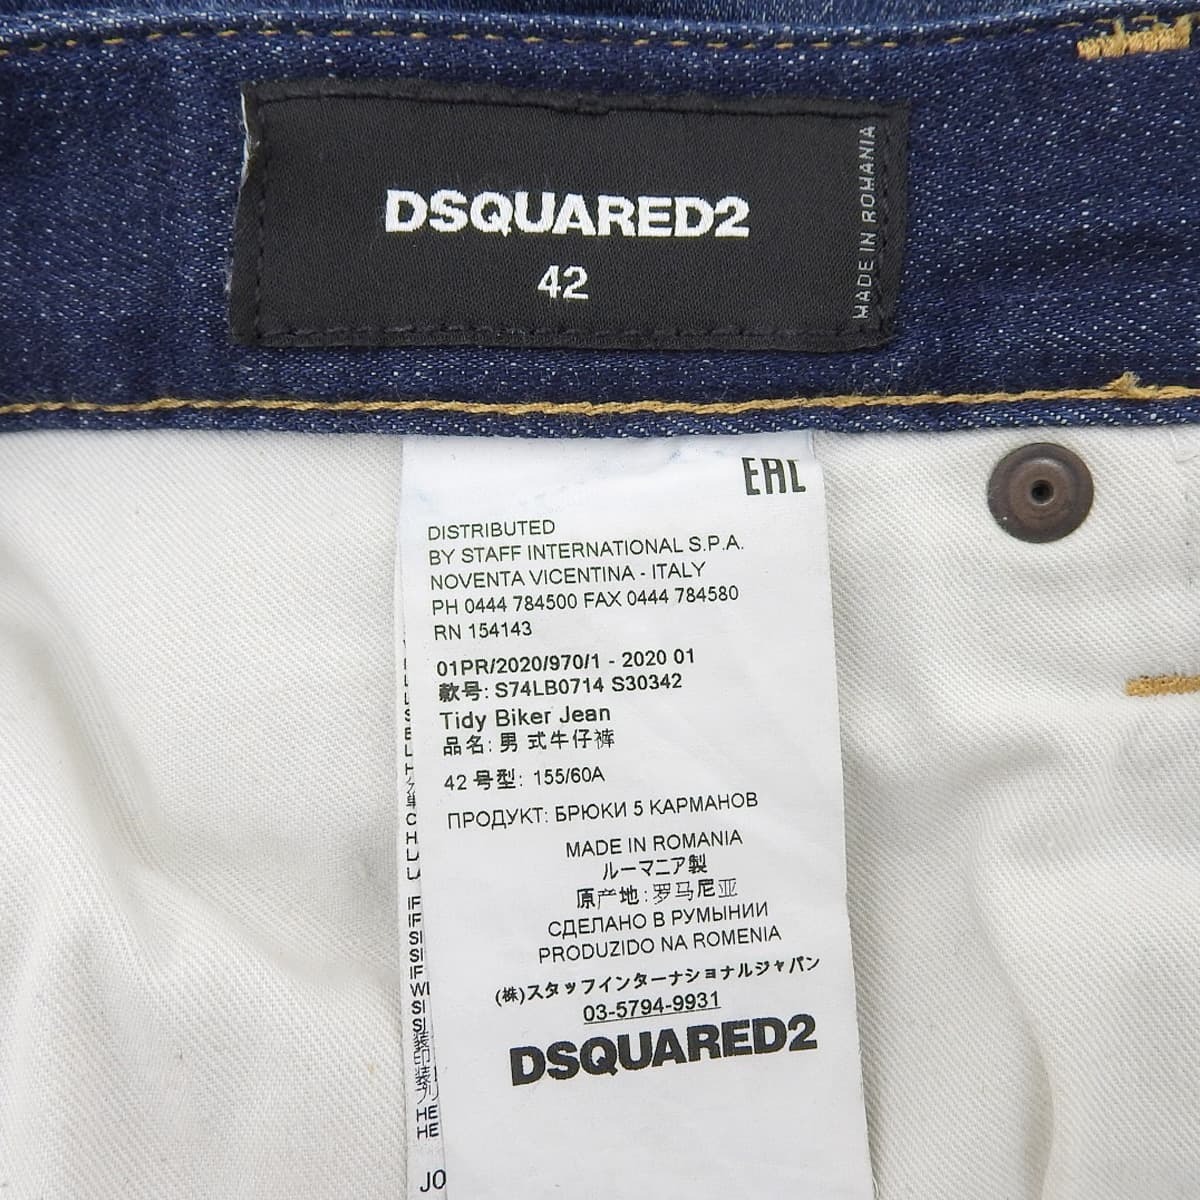 DSQUARED2
42
MADE IN ROMANIA
EAC
DISTRIBUTED
BY STAFF INTERNATIONAL S.P.A.
NOVENTA VICENTINA - ITALY
PH 0444 784500 FAX 0444 784580
RN 154143
01PR/2020/970/1 - 2020 01
款号: S74LB0714 S30342
Tidy Biker Jean
品名: 男 式牛仔裤
42 号型: 155/60A
ПРОДУКТ: БРЮКИ 5 КАРМАНОВ
MADE IN ROMANIA
ルーマニア製
原产地: 罗马尼亚
СДЕЛАНО В РУМЫНИИ
PRODUZIDO NA ROMENIA
(株)スタッフインターナショナルジャパン
03-5794-9931
DSQUARED2
HE
HE
JO